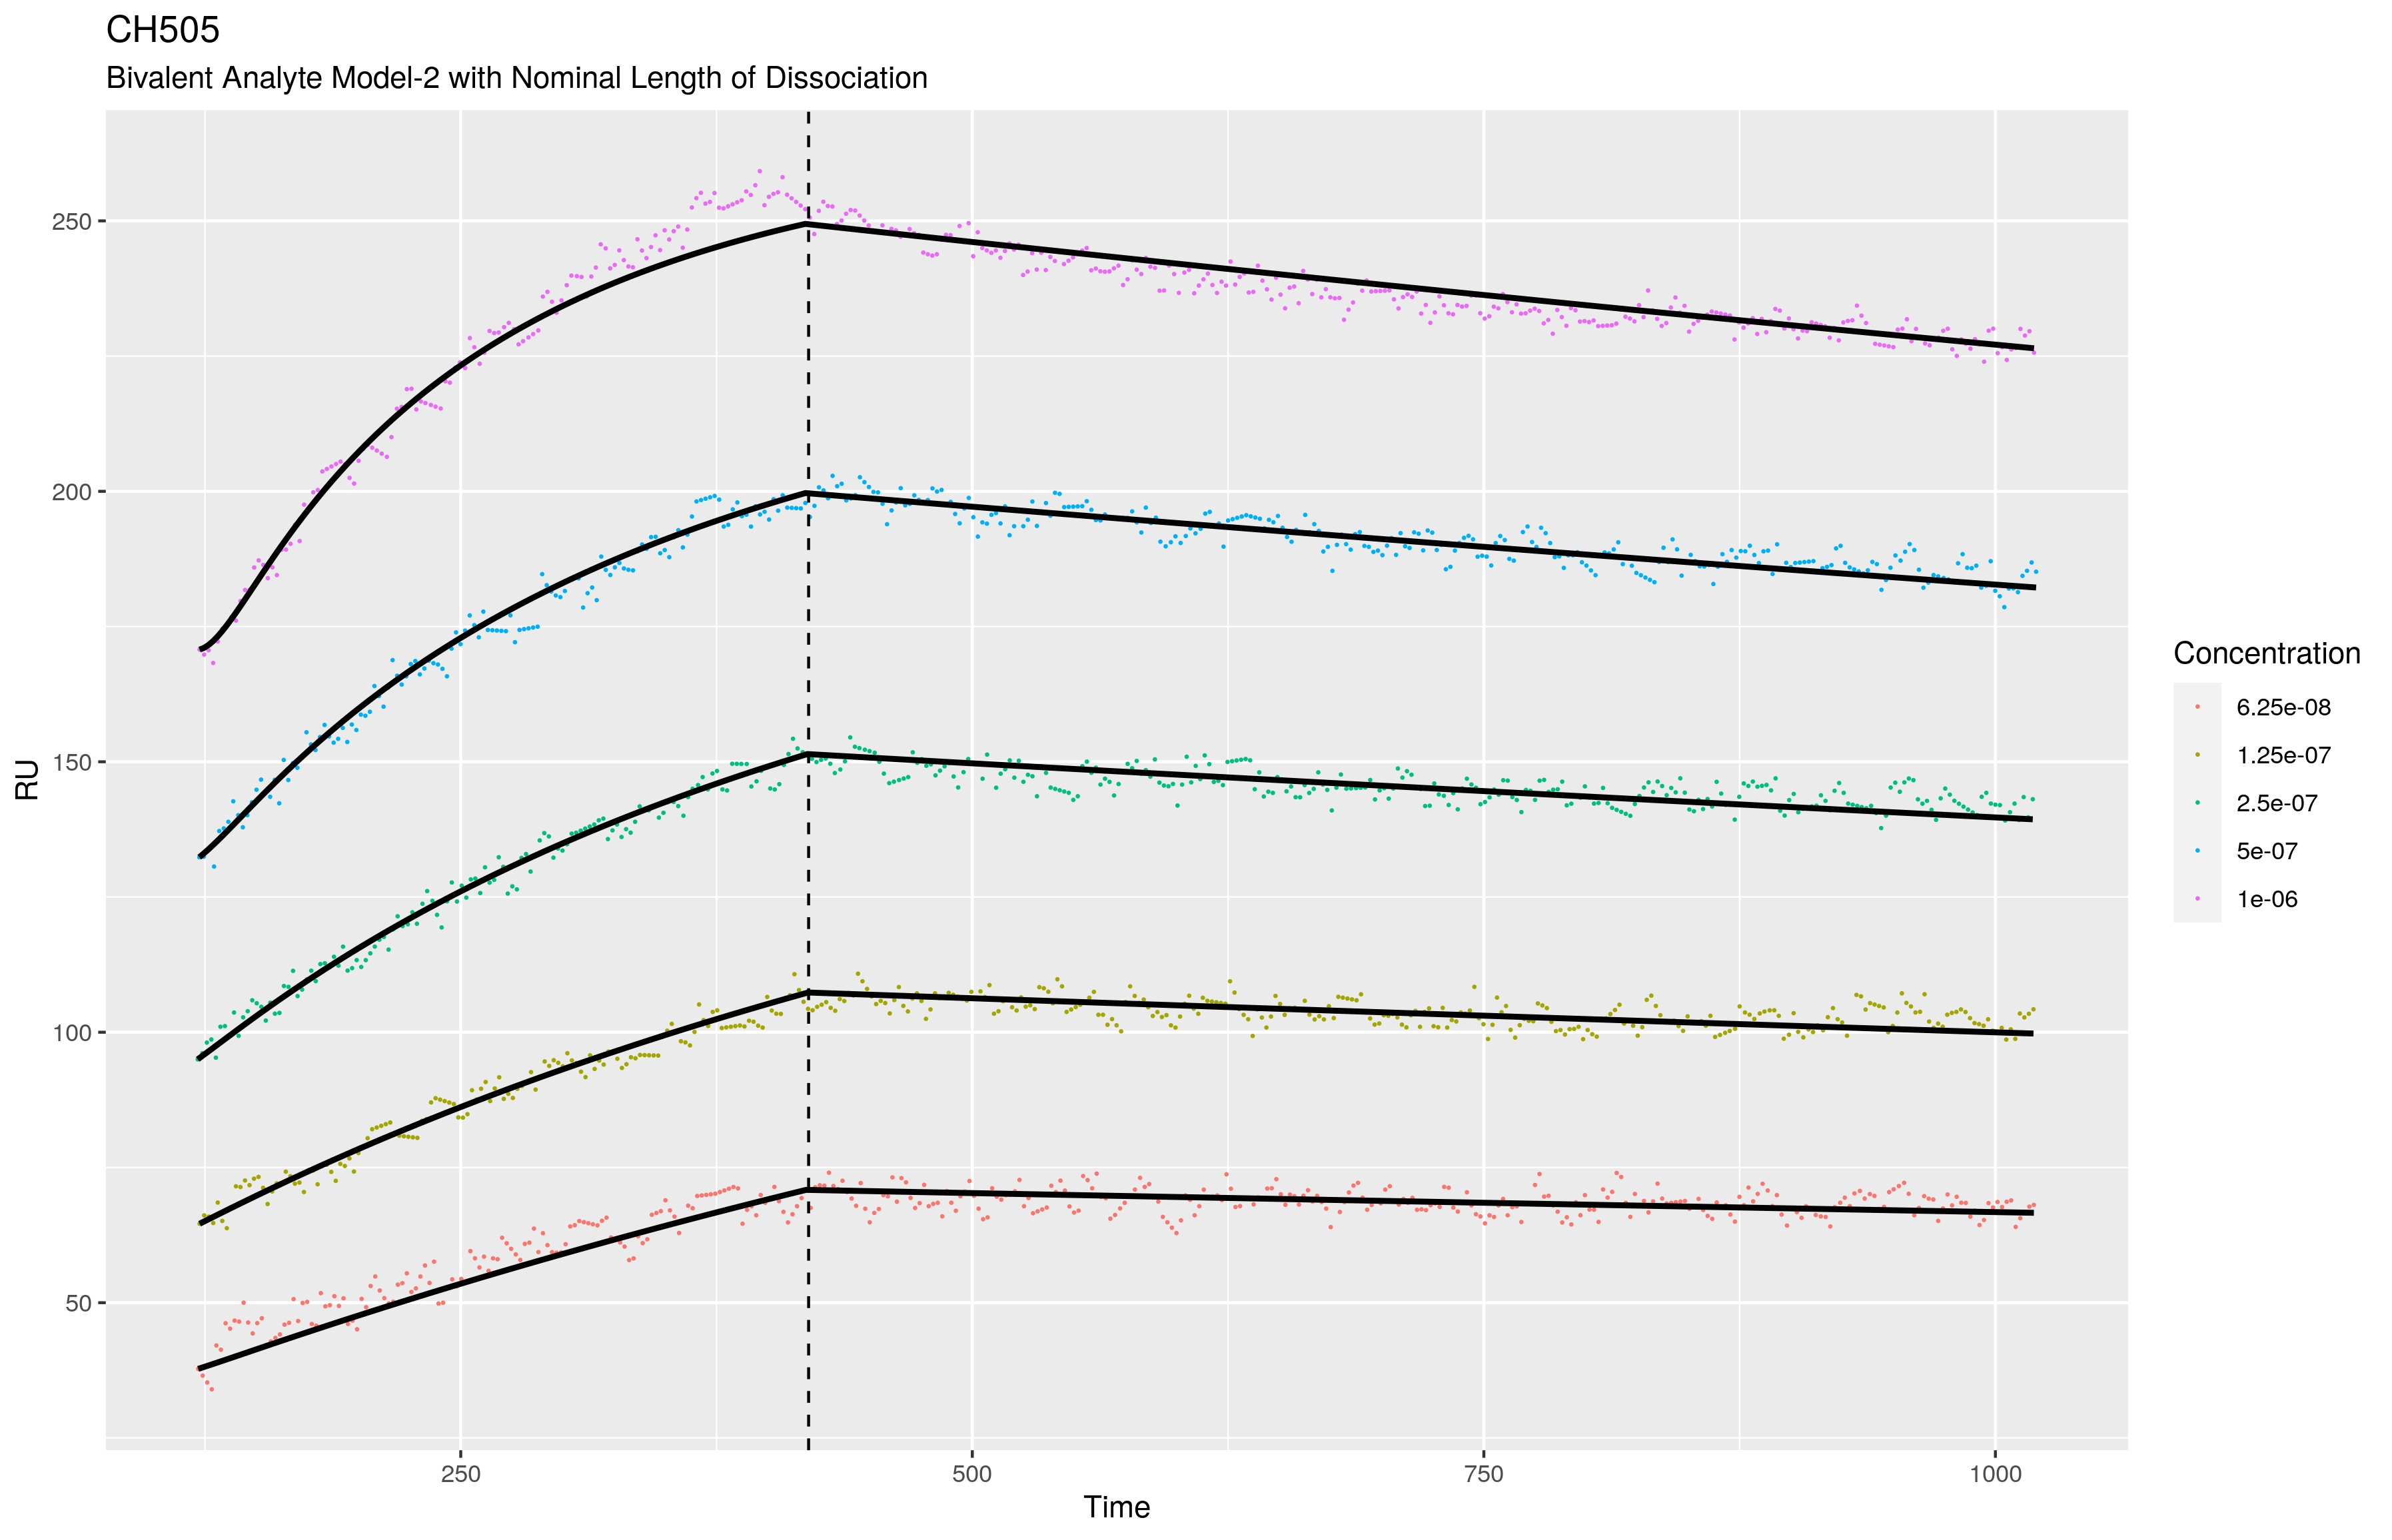 CH505
Bivalent Analyte Model-2 with Nominal Length of Dissociation
RU
250
200
150
100
50
250
500
750
1000
Time
Concentration
6.25e-08
1.25e-07
2.5e-07
5e-07
1e-06